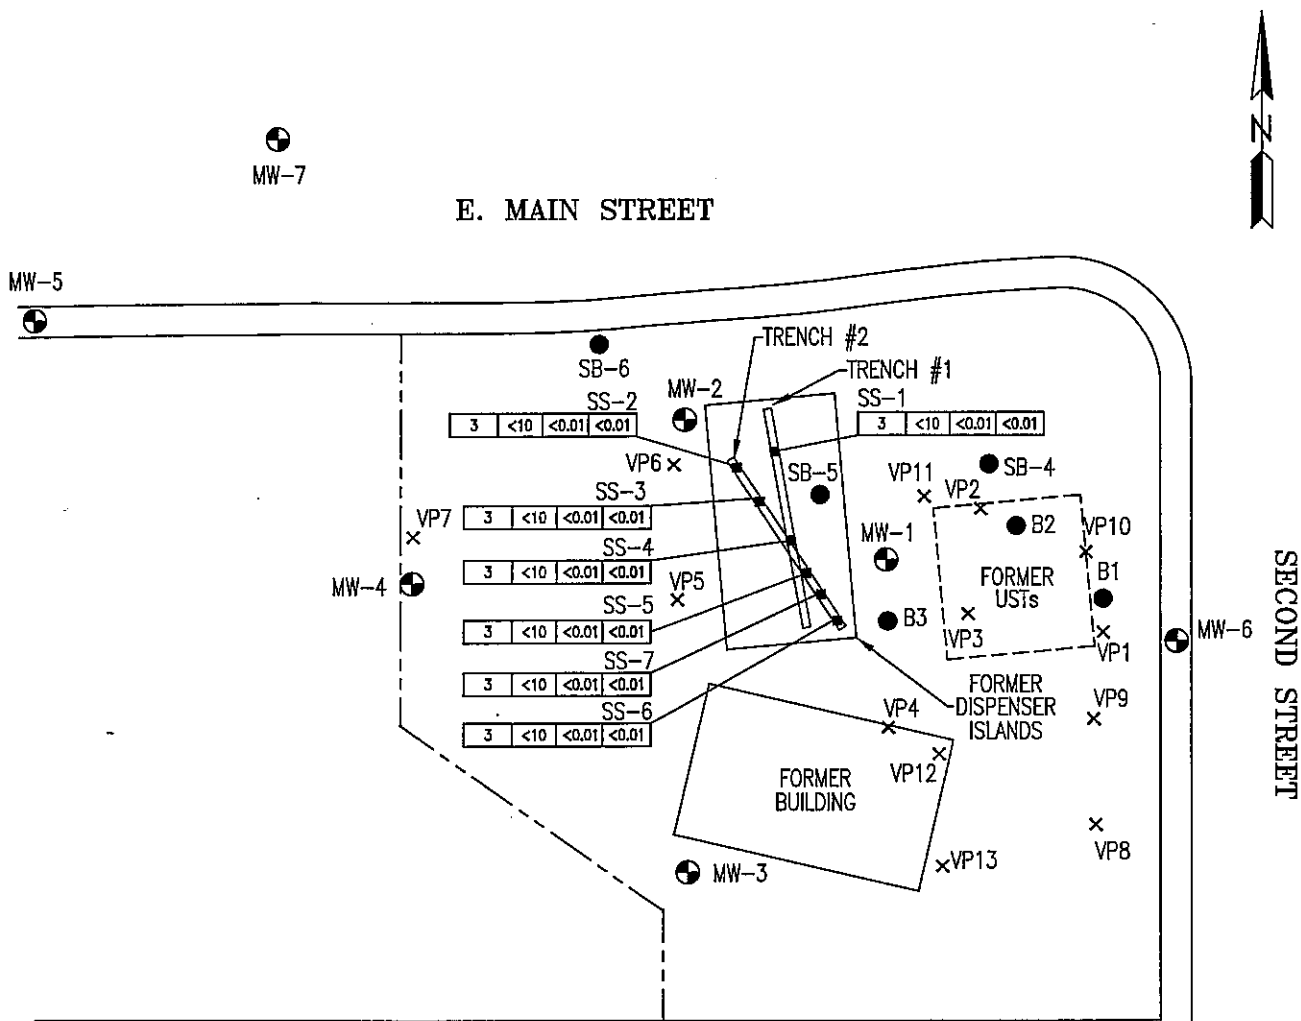 N
MW-7
E. MAIN STREET
MW-5
TRENCH #2
SB-6
TRENCH #1
MW-2
SS-2
3 <10 <0.01 <0.01
SS-1
3 <10 <0.01 <0.01
VP6
SB-5
VP11
SB-4
SS-3
3 <10 <0.01 <0.01
VP2
VP7
B2
VP10
SS-4
3 <10 <0.01 <0.01
MW-1
MW-4
VP5
FORMER
USTs
B1
SS-5
3 <10 <0.01 <0.01
B3
VP3
VP1
MW-6
SECOND STREET
SS-7
3 <10 <0.01 <0.01
FORMER
DISPENSER
ISLANDS
VP9
SS-6
3 <10 <0.01 <0.01
VP4
VP12
FORMER
BUILDING
VP8
MW-3
VP13